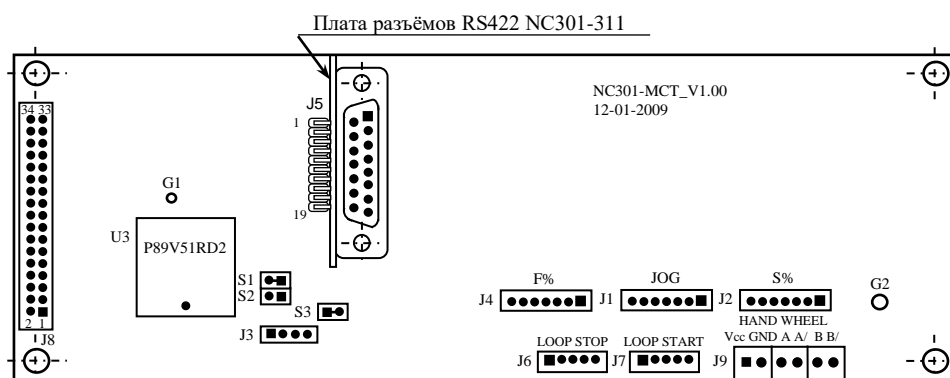 Плата разъёмов RS422 NC301-311
NC301-MCT_V1.00
12-01-2009
34 33
J5
1
19
G1
U3
P89V51RD2
S1
S2
S3
J3
2 1
J8
F%
JOG
S%
J4
J1
J2
G2
HAND WHEEL
Vcc GND A A/ B B/
LOOP STOP
LOOP START
J6
J7
J9